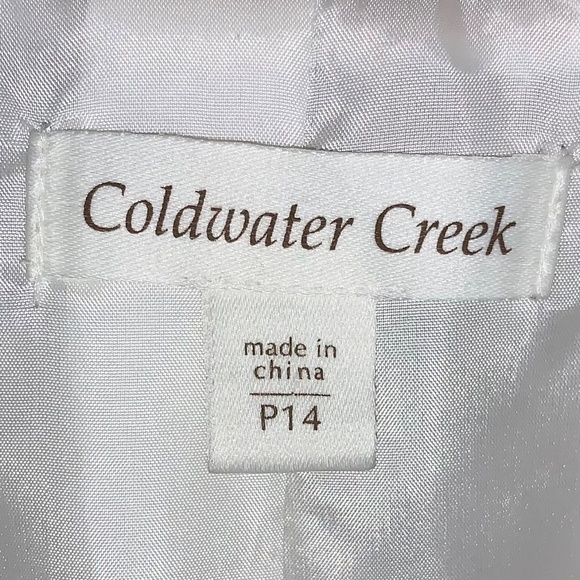 Coldwater Creek
made in
china
P14